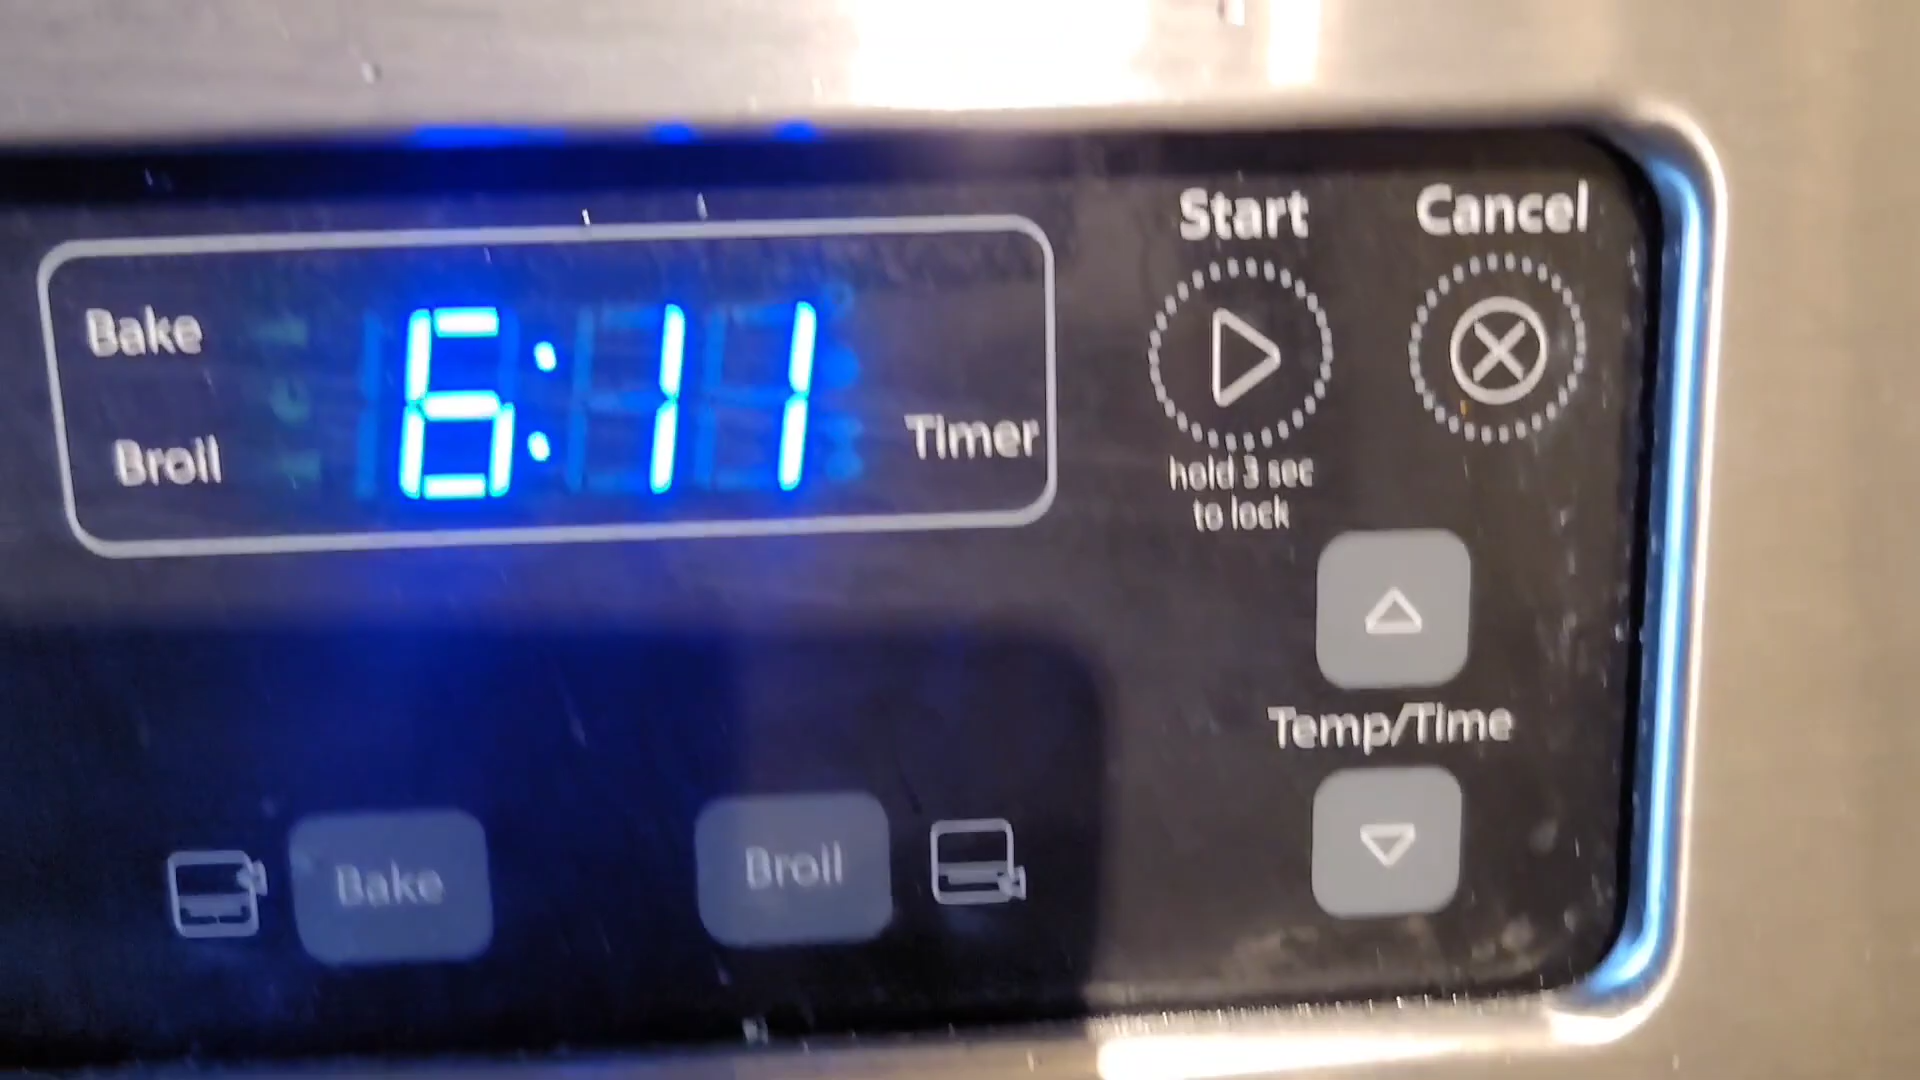 Start
Cancel
Bake
6:11
Broil
Timer
hold 3 sec
to lock
Temp/Time
Bake
Broil